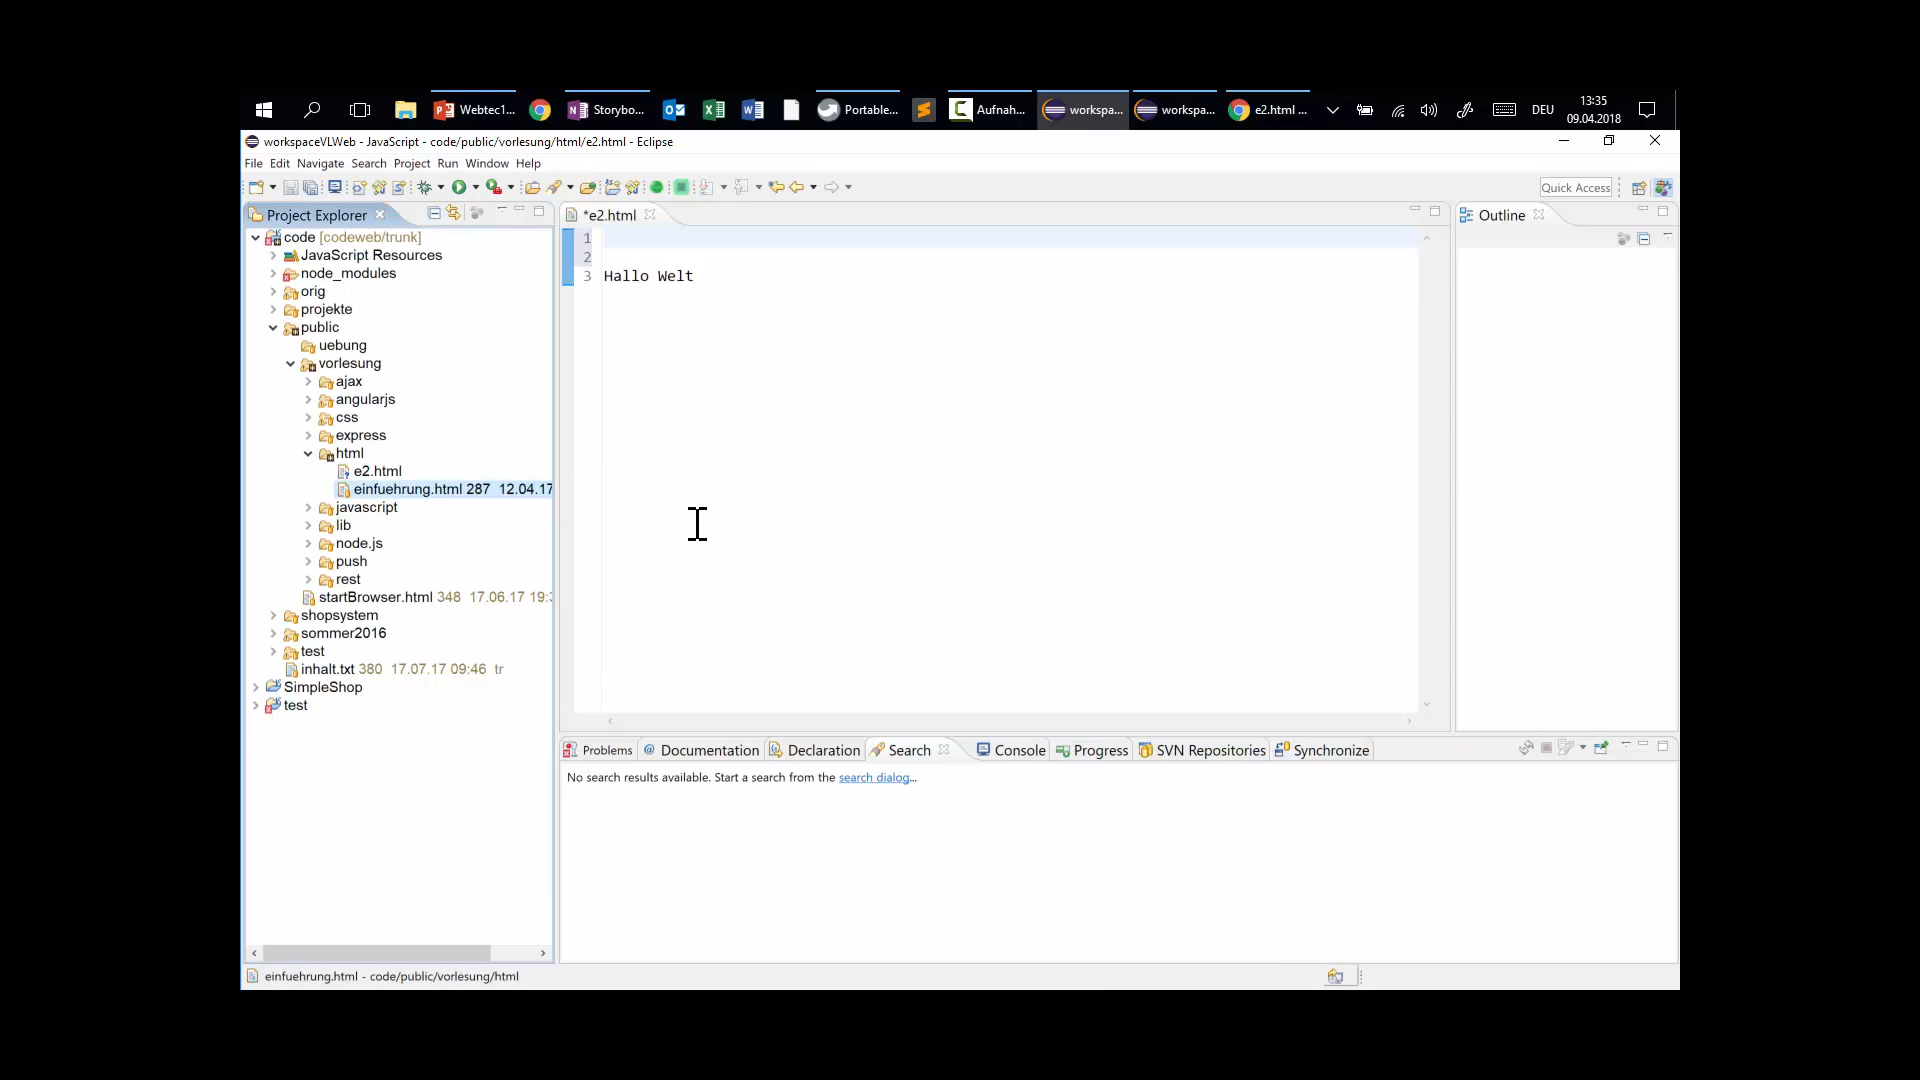 Webtec1...
Storybo...
Portable...
Aufnah...
workspa...
workspa...
e2.html ...
DEU
13:35
09.04.2018
workspaceVLWeb - JavaScript - code/public/vorlesung/html/e2.html - Eclipse
File Edit Navigate Search Project Run Window Help
Quick Access
Project Explorer
code [codeweb/trunk]
JavaScript Resources
node_modules
orig
projekte
public
uebung
vorlesung
ajax
angularjs
css
express
html
e2.html
einfuehrung.html 287 12.04.17
javascript
lib
node.js
push
rest
startBrowser.html 348 17.06.17 19:3
shopsystem
sommer2016
test
inhalt.txt 380 17.07.17 09:46 tr
SimpleShop
test
*e2.html
1
2
3 Hallo Welt
Outline
Problems @ Documentation Declaration Search Console Progress SVN Repositories Synchronize
No search results available. Start a search from the search dialog...
einfuehrung.html - code/public/vorlesung/html